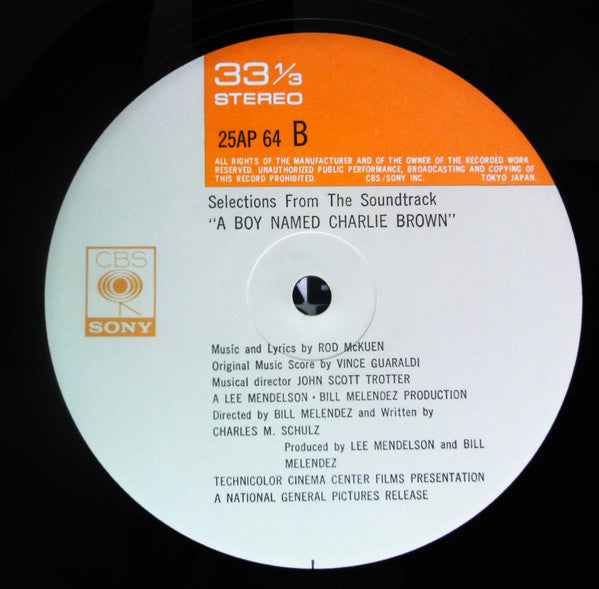 33 1/3
STEREO
25AP 64 B
ALL RIGHTS OF THE MANUFACTURER AND OF THE OWNER OF THE RECORDED WORK
RESERVED. UNAUTHORIZED PUBLIC PERFORMANCE, BROADCASTING AND COPYING OF
THIS RECORD PROHIBITED. CBS/SONY INC. TOKYO JAPAN.
Selections From The Soundtrack
"A BOY NAMED CHARLIE BROWN"
CBS
SONY
Music and Lyrics by ROD McKUEN
Original Music Score by VINCE GUARALDI
Musical director JOHN SCOTT TROTTER
A LEE MENDELSON · BILL MELENDEZ PRODUCTION
Directed by BILL MELENDEZ and Written by
CHARLES M. SCHULZ
Produced by LEE MENDELSON and BILL
MELENDEZ
TECHNICOLOR CINEMA CENTER FILMS PRESENTATION
A NATIONAL GENERAL PICTURES RELEASE